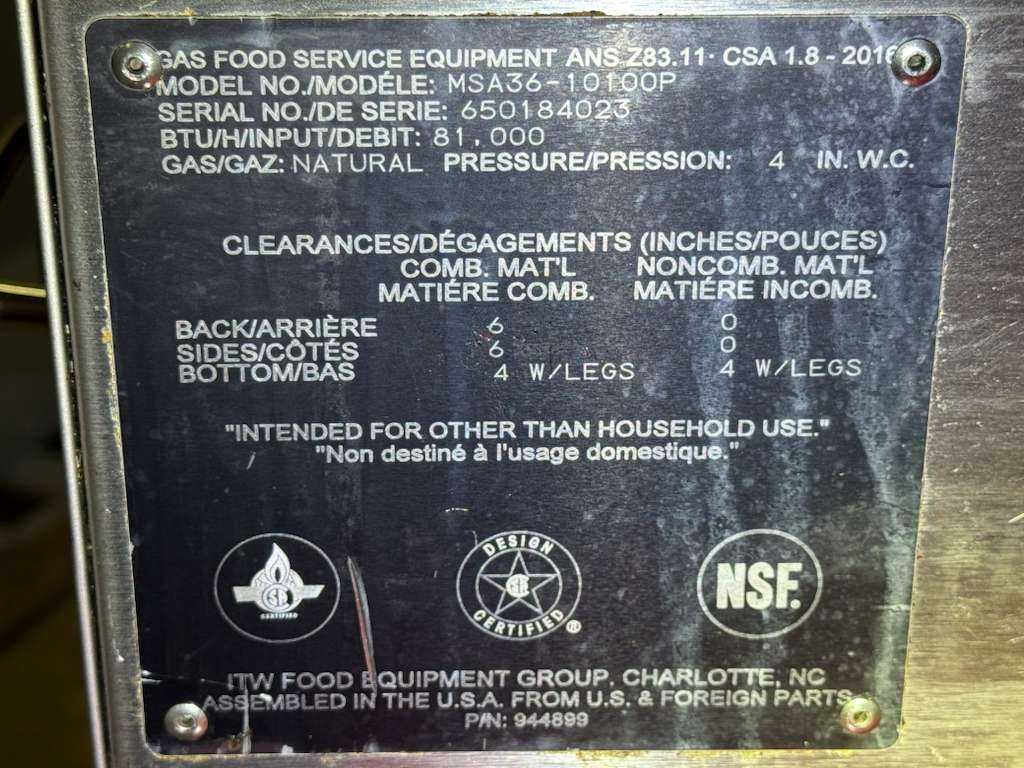 GAS FOOD SERVICE EQUIPMENT ANS Z83.11· CSA 1.8 - 2016
MODEL NO./MODÉLE: MSA36-10100P
SERIAL NO./DE SERIE: 650184023
BTU/H/INPUT/DEBIT: 81,000
GAS/GAZ: NATURAL PRESSURE/PRESSION: 4 IN. W.C.
CLEARANCES/DÉGAGEMENTS (INCHES/POUCES)
COMB. MAT'L NONCOMB. MAT'L
MATIÉRE COMB. MATIÉRE INCOMB.
BACK/ARRIÈRE 6 0
SIDES/CÔTÉS 6 0
BOTTOM/BAS 4 W/LEGS 4 W/LEGS
"INTENDED FOR OTHER THAN HOUSEHOLD USE."
"Non destiné à l'usage domestique."
CERTIFIED
DESIGN CERTIFIED ®
NSF.
ITW FOOD EQUIPMENT GROUP, CHARLOTTE, NC
ASSEMBLED IN THE U.S.A. FROM U.S. & FOREIGN PARTS
P/N: 944899